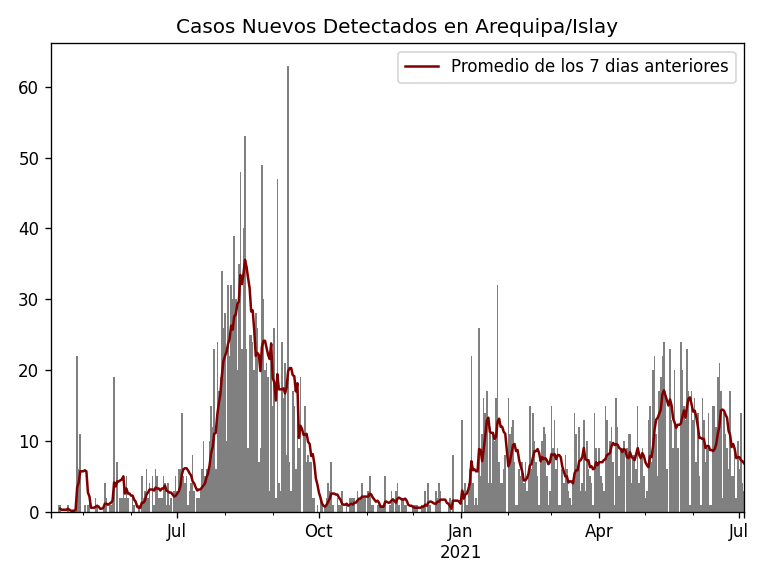 Casos Nuevos Detectados en Arequipa/Islay
Promedio de los 7 dias anteriores
60
50
40
30
20
10
0
Jul
Oct
Jan
2021
Apr
Jul